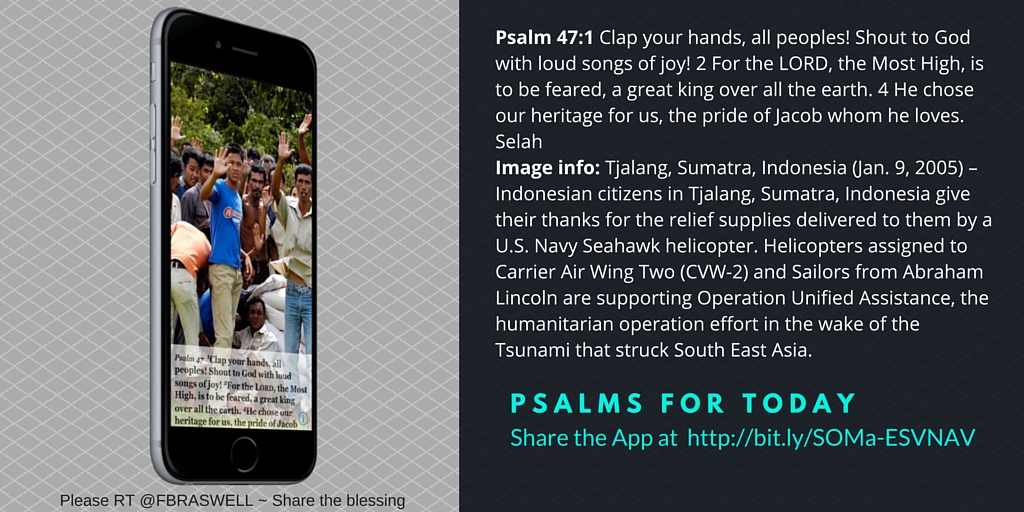 Psalm 47 ¹Clap your hands, all
peoples! Shout to God with loud
songs of joy! ²For the LORD, the Most
High, is to be feared, a great king
over all the earth. ⁴He chose our
heritage for us, the pride of Jacob
Please RT @FBRASWELL ~ Share the blessing
Psalm 47:1 Clap your hands, all peoples! Shout to God
with loud songs of joy! 2 For the LORD, the Most High, is
to be feared, a great king over all the earth. 4 He chose
our heritage for us, the pride of Jacob whom he loves.
Selah
Image info: Tjalang, Sumatra, Indonesia (Jan. 9, 2005) –
Indonesian citizens in Tjalang, Sumatra, Indonesia give
their thanks for the relief supplies delivered to them by a
U.S. Navy Seahawk helicopter. Helicopters assigned to
Carrier Air Wing Two (CVW-2) and Sailors from Abraham
Lincoln are supporting Operation Unified Assistance, the
humanitarian operation effort in the wake of the
Tsunami that struck South East Asia.
PSALMS FOR TODAY
Share the App at http://bit.ly/SOMa-ESVNAV